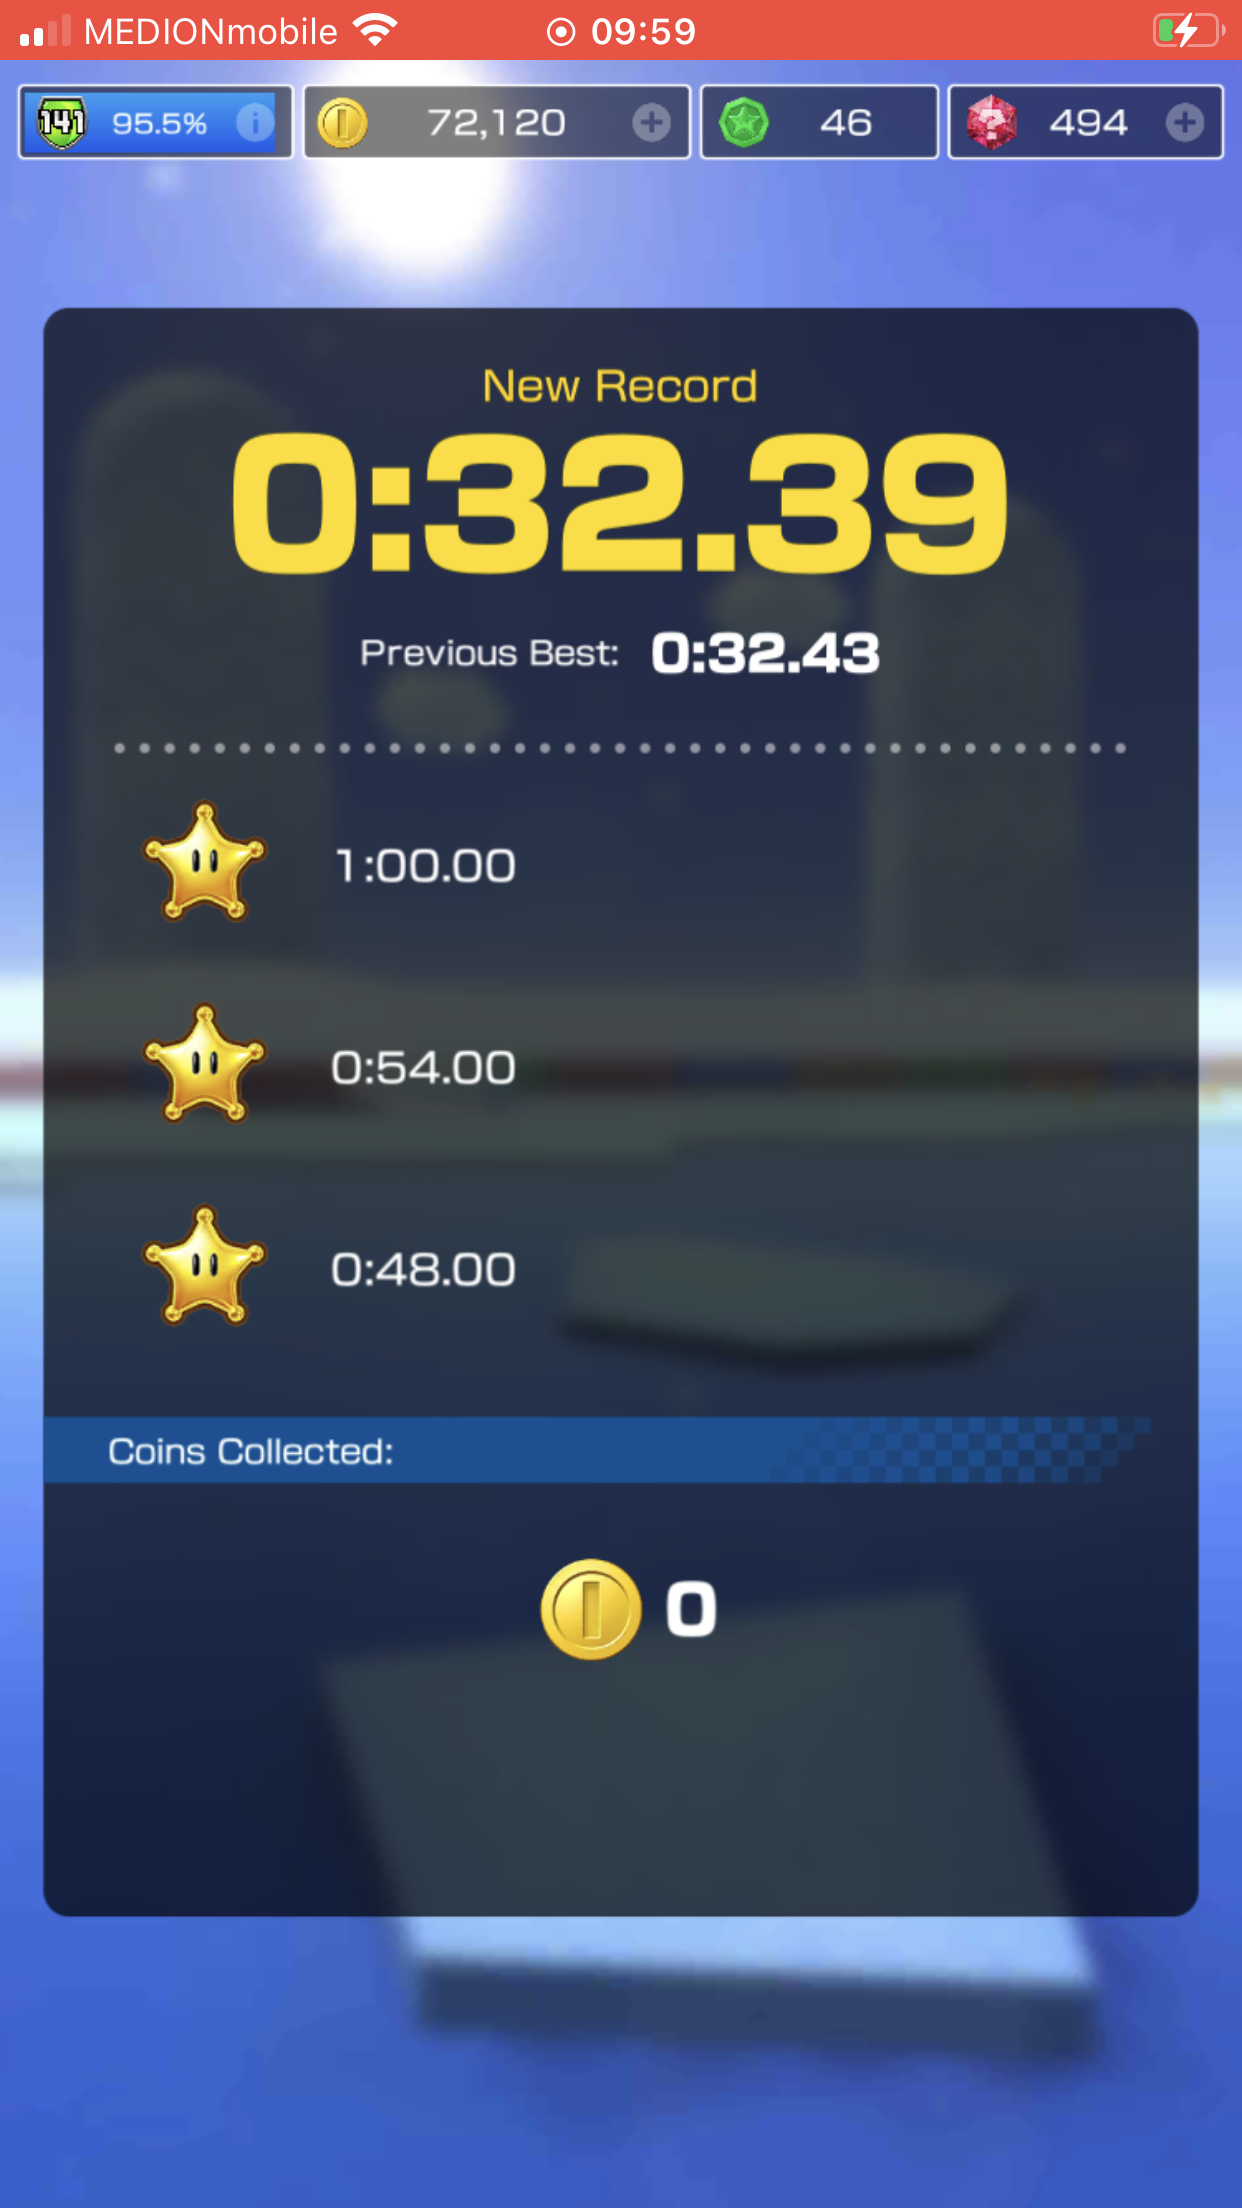 MEDIONmobile 09:59
141 95.5% i 72,120 + 46 ? 494 +
New Record
0:32.39
Previous Best: 0:32.43
1:00.00
0:54.00
0:48.00
Coins Collected:
0